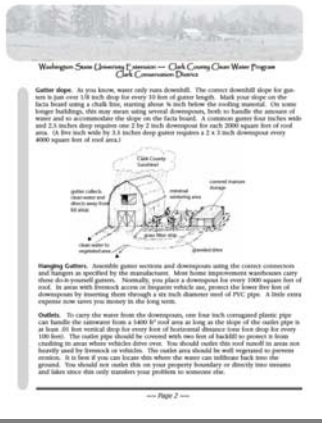 Washington State University Extension — Clark County Clean Water Program
Clark Conservation District
Gutter slope. As you know, water only runs downhill. The correct downhill slope for gut-
ters is just over 1/8 inch drop for every 10 feet of gutter length. Mark your slope on the
facia board using a chalk line, starting about ¾ inch below the roofing material. On some
longer buildings, this may mean using several downspouts, both to handle the amount of
water and to accommodate the slope on the facia board. A common gutter four inches wide
and 2.5 inches deep requires one 2 by 2 inch downspout for each 2000 square feet of roof
area. (A five inch wide by 3.5 inches deep gutter requires a 2 x 3 inch downspout every
4000 square feet of roof area.)
Clark County
Sunshine!
gutter collects
clean water and
directs away from
lot areas
minimal
wintering area
covered manure
storage
grass filter strip
clean water to
vegetated area
graveled drive
Hanging Gutters. Assemble gutter sections and downspouts using the correct connectors
and hangers as specified by the manufacturer. Most home improvement warehouses carry
these do-it-yourself gutters. Normally, you place a downspout for every 1000 square feet of
roof. In areas with livestock access or frequent vehicle use, protect the lower five feet of
downspouts by inserting them through a six inch diameter reed of PVC pipe. A little extra
expense now saves you money in the long term.
Outlets. To carry the water from the downspouts, one four inch corrugated plastic pipe
can handle the rainwater from a 5400 ft² roof area as long as the slope of the outlet pipe is
at least .01 feet vertical drop for every foot of horizontal distance (one foot drop for every
100 feet). The outlet pipe should be covered with two feet of backfill to protect it from
crushing in areas where vehicles drive over. You should outlet this roof runoff in areas not
heavily used by livestock or vehicles. The outlet area should be well vegetated to prevent
erosion. It is best if you can locate this where the water can infiltrate back into the
ground. You should not outlet this on your property boundary or directly into streams
and lakes since this only transfers your problem to someone else.
— Page 2 —